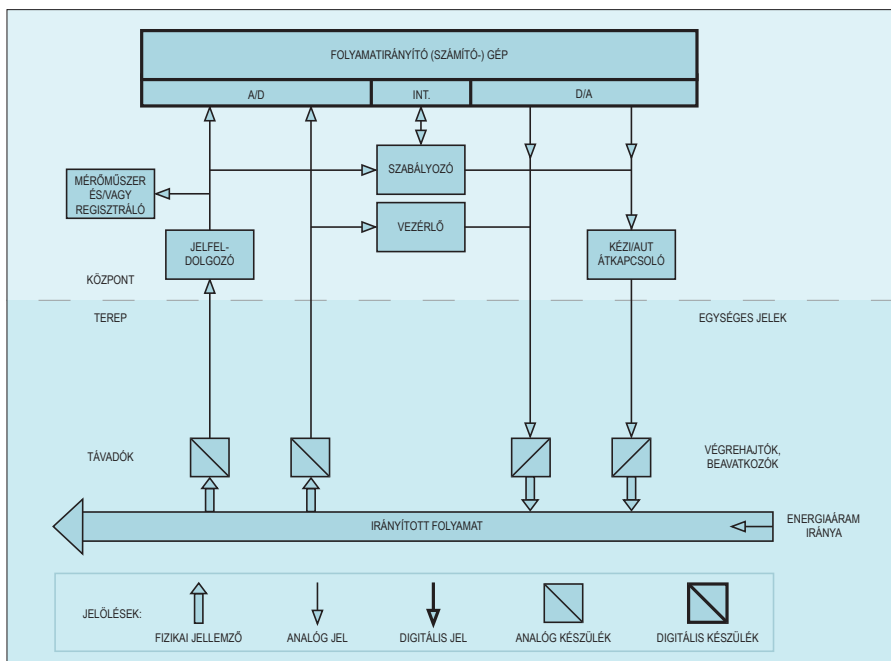 FOLYAMATIRÁNYÍTÓ (SZÁMÍTÓ-) GÉP
A/D
INT.
D/A
SZABÁLYOZÓ
MÉRŐMŰSZER
ÉS/VAGY
REGISZTRÁLÓ
VEZÉRLŐ
JELFEL-
DOLGOZÓ
KÉZI/AUT
ÁTKAPCSOLÓ
KÖZPONT
TEREP
EGYSÉGES JELEK
TÁVADÓK
VÉGREHAJTÓK,
BEAVATKOZÓK
IRÁNYÍTOTT FOLYAMAT
ENERGIAÁRAM
IRÁNYA
JELÖLÉSEK:
FIZIKAI JELLEMZŐ
ANALÓG JEL
DIGITÁLIS JEL
ANALÓG KÉSZÜLÉK
DIGITÁLIS KÉSZÜLÉK